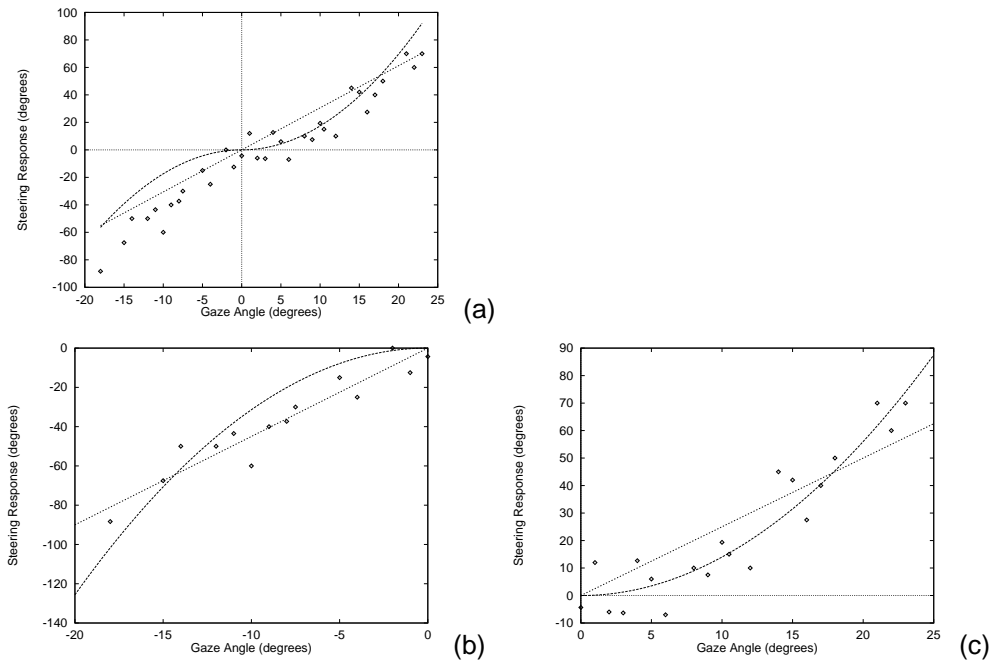 100
80
60
40
20
0
-20
-40
-60
-80
-100
Steering Response (degrees)
-20 -15 -10 -5 0 5 10 15 20 25
Gaze Angle (degrees)
(a)
0
-20
-40
-60
-80
-100
-120
-140
Steering Response (degrees)
-20 -15 -10 -5 0
Gaze Angle (degrees)
(b)
90
80
70
60
50
40
30
20
10
0
-10
Steering Response (degrees)
0 5 10 15 20 25
Gaze Angle (degrees)
(c)